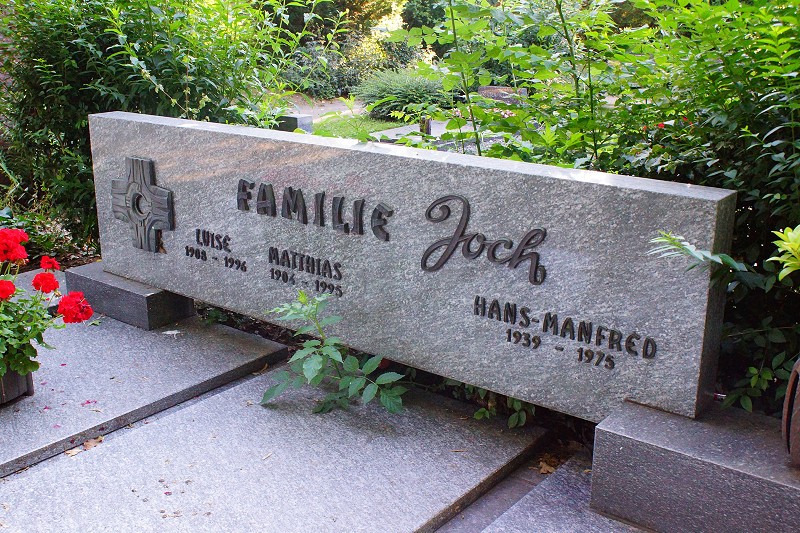 FAMILIE Joch
LUISE
1908 - 1996
MATTHIAS
1904 - 1995
HANS-MANFRED
1939 - 1975